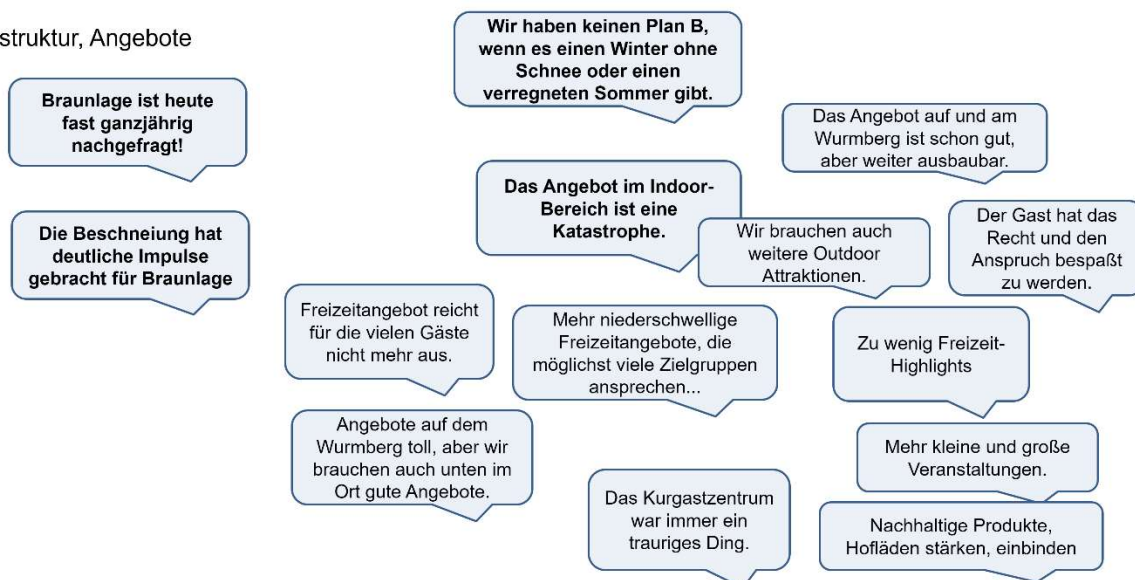 struktur, Angebote
Wir haben keinen Plan B,
wenn es einen Winter ohne
Schnee oder einen
verregneten Sommer gibt.
Braunlage ist heute
fast ganzjährig
nachgefragt!
Das Angebot auf und am
Wurmberg ist schon gut,
aber weiter ausbaubar.
Das Angebot im Indoor-
Bereich ist eine
Katastrophe.
Die Beschneiung hat
deutliche Impulse
gebracht für Braunlage
Wir brauchen auch
weitere Outdoor
Attraktionen.
Der Gast hat das
Recht und den
Anspruch bespaßt
zu werden.
Freizeitangebot reicht
für die vielen Gäste
nicht mehr aus.
Mehr niederschwellige
Freizeitangebote, die
möglichst viele Zielgruppen
ansprechen...
Zu wenig Freizeit-
Highlights
Angebote auf dem
Wurmberg toll, aber wir
brauchen auch unten im
Ort gute Angebote.
Mehr kleine und große
Veranstaltungen.
Das Kurgastzentrum
war immer ein
trauriges Ding.
Nachhaltige Produkte,
Hofläden stärken, einbinden